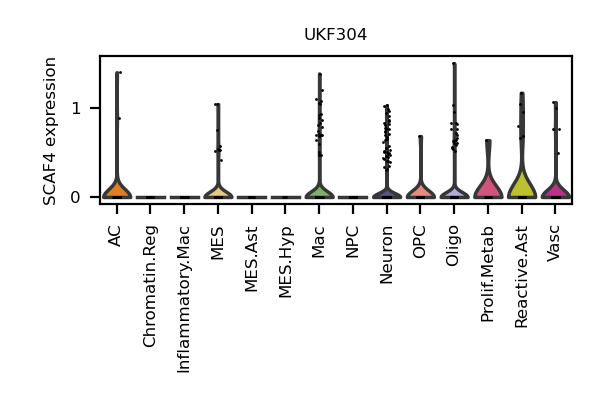 UKF304
SCAF4 expression
1
0
AC
Chromatin.Reg
Inflammatory.Mac
MES
MES.Ast
MES.Hyp
Mac
NPC
Neuron
OPC
Oligo
Prolif.Metab
Reactive.Ast
Vasc